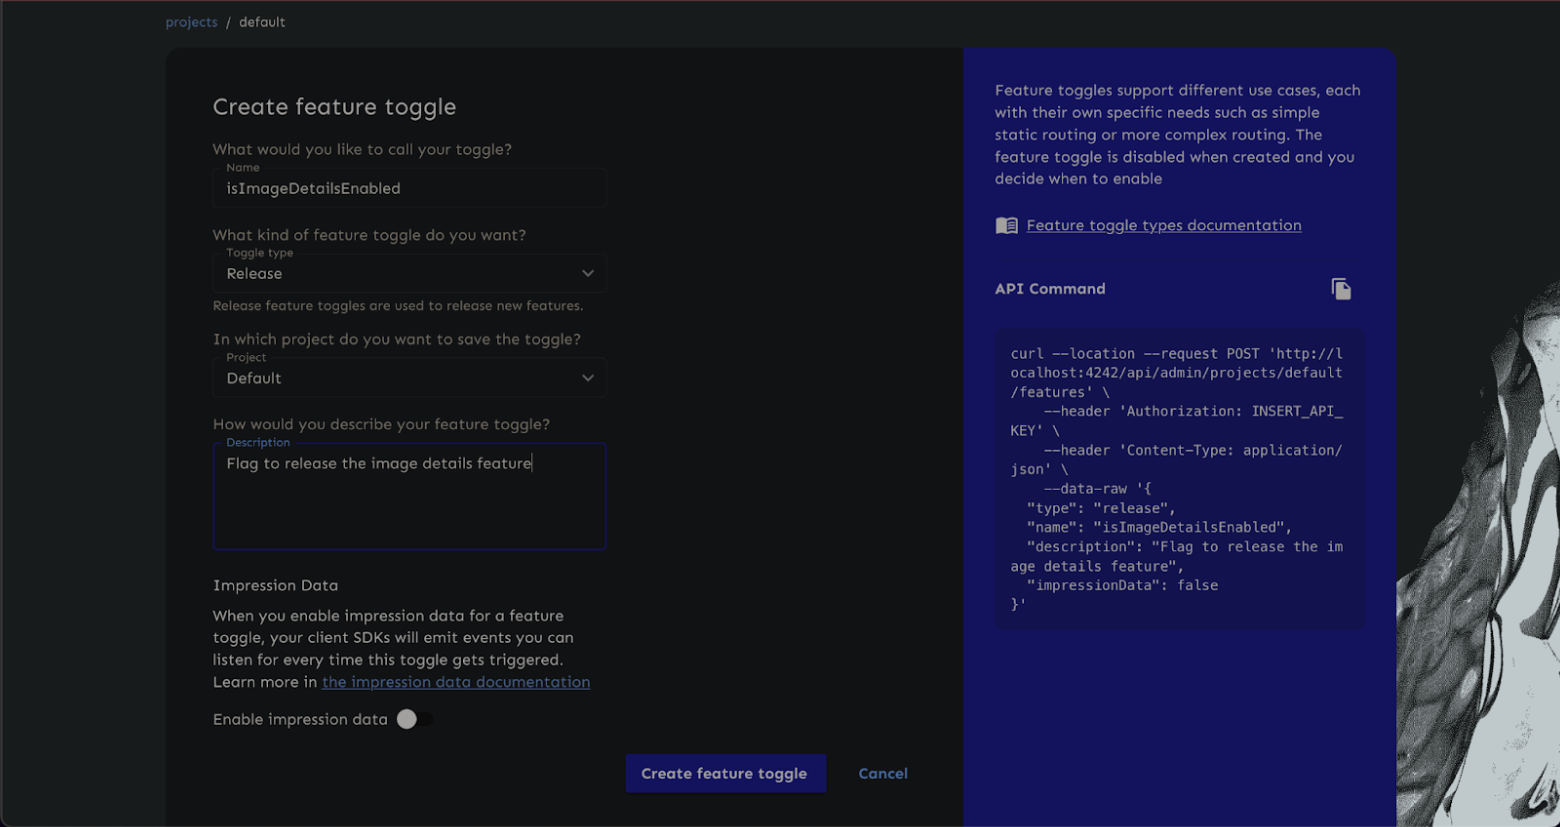 projects / default
Create feature toggle
What would you like to call your toggle?
Name
isImageDetailsEnabled
What kind of feature toggle do you want?
Toggle type
Release
Release feature toggles are used to release new features.
In which project do you want to save the toggle?
Project
Default
How would you describe your feature toggle?
Description
Flag to release the image details feature
Impression Data
When you enable impression data for a feature
toggle, your client SDKs will emit events you can
listen for every time this toggle gets triggered.
Learn more in the impression data documentation
Enable impression data
Create feature toggle
Cancel
Feature toggles support different use cases, each
with their own specific needs such as simple
static routing or more complex routing. The
feature toggle is disabled when created and you
decide when to enable
Feature toggle types documentation
API Command
curl --location --request POST 'http://l
ocalhost:4242/api/admin/projects/default
/features' \
--header 'Authorization: INSERT_API_
KEY' \
--header 'Content-Type: application/
json' \
--data-raw '{
"type": "release",
"name": "isImageDetailsEnabled",
"description": "Flag to release the im
age details feature",
"impressionData": false
}'